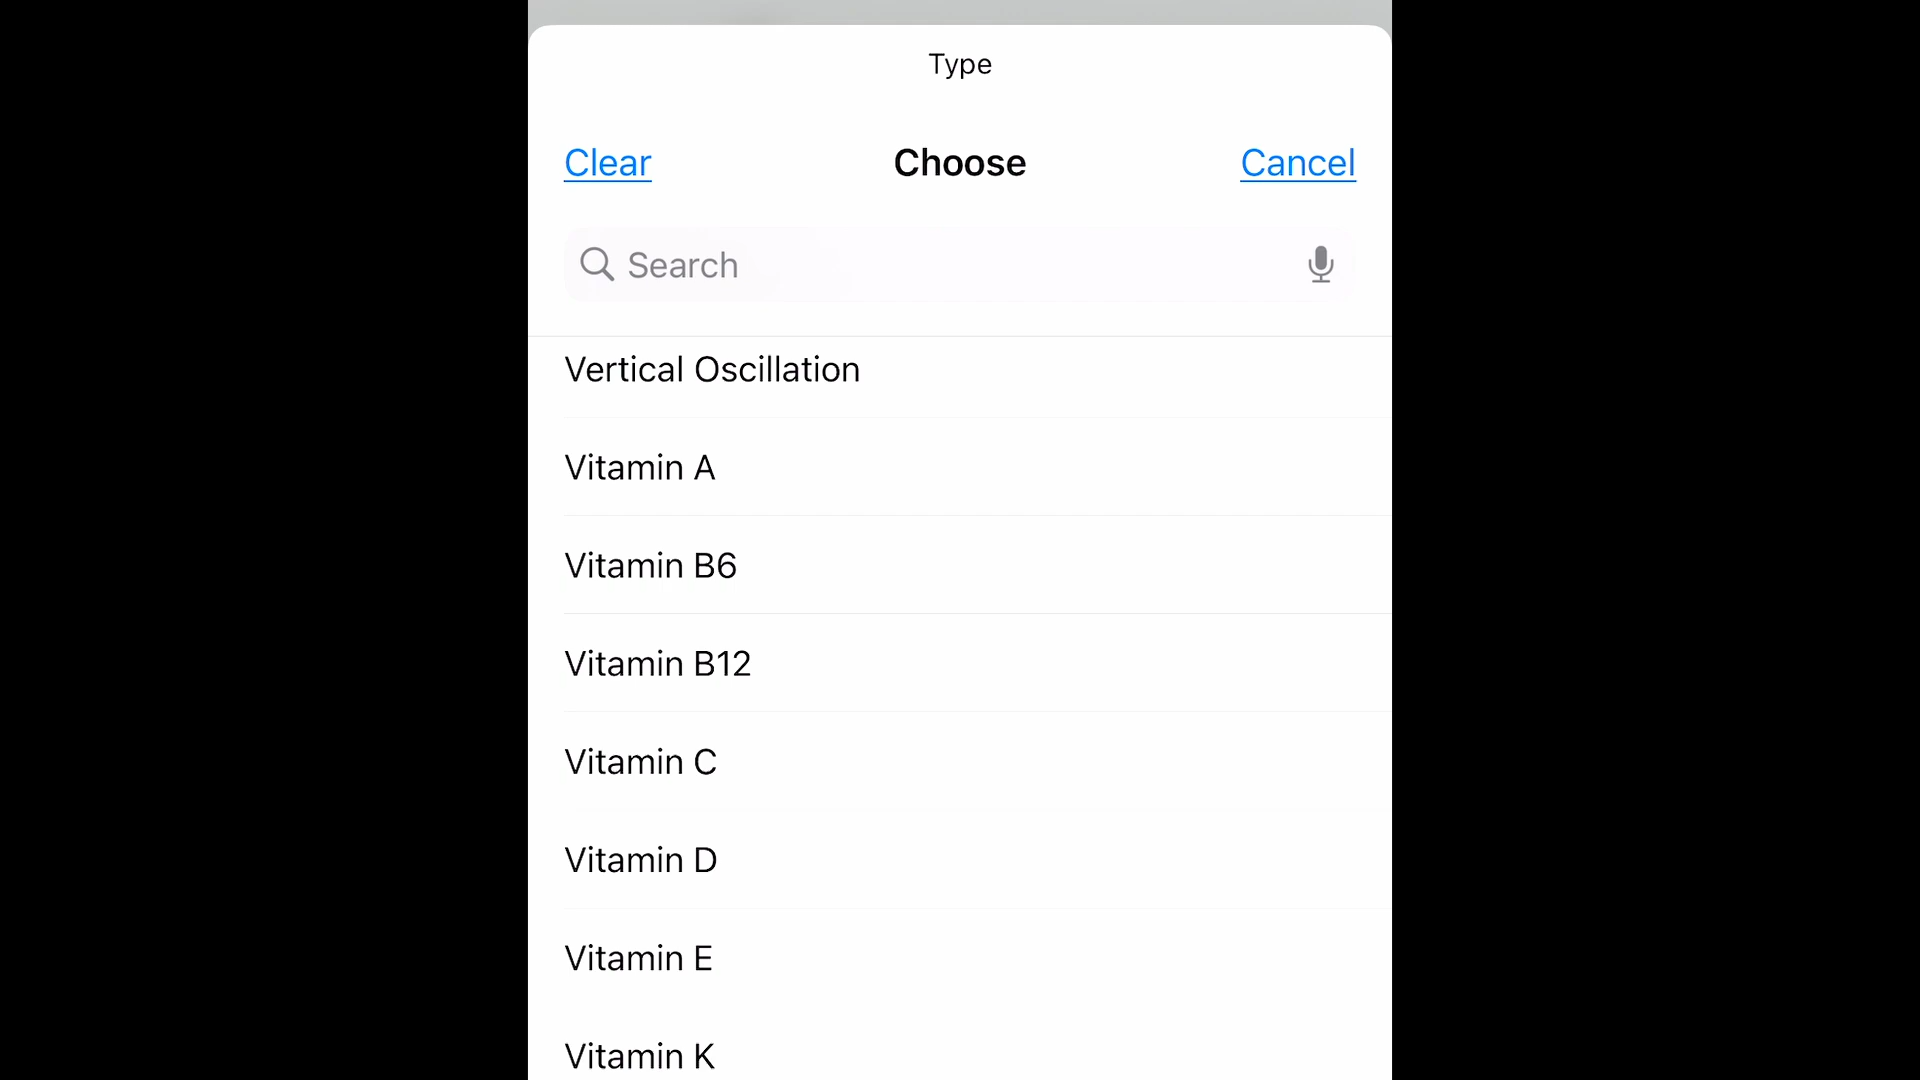 Type
Clear Choose Cancel
Search
Vertical Oscillation
Vitamin A
Vitamin B6
Vitamin B12
Vitamin C
Vitamin D
Vitamin E
Vitamin K